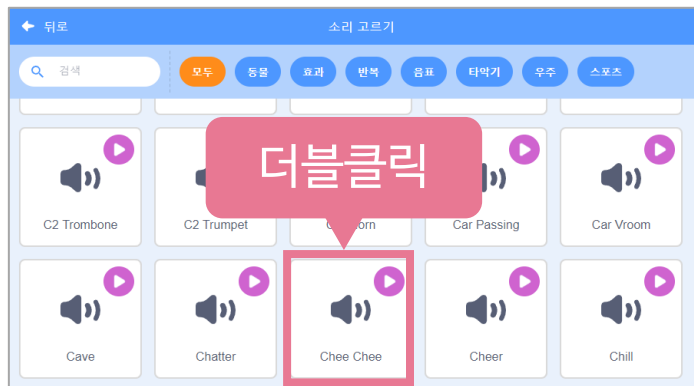 뒤로
소리 고르기
검색
모두 동물 효과 반복 음표 타악기 우주 스포츠
더블클릭
C2 Trombone C2 Trumpet Car Passing Car Vroom
Cave Chatter Chee Chee Cheer Chill